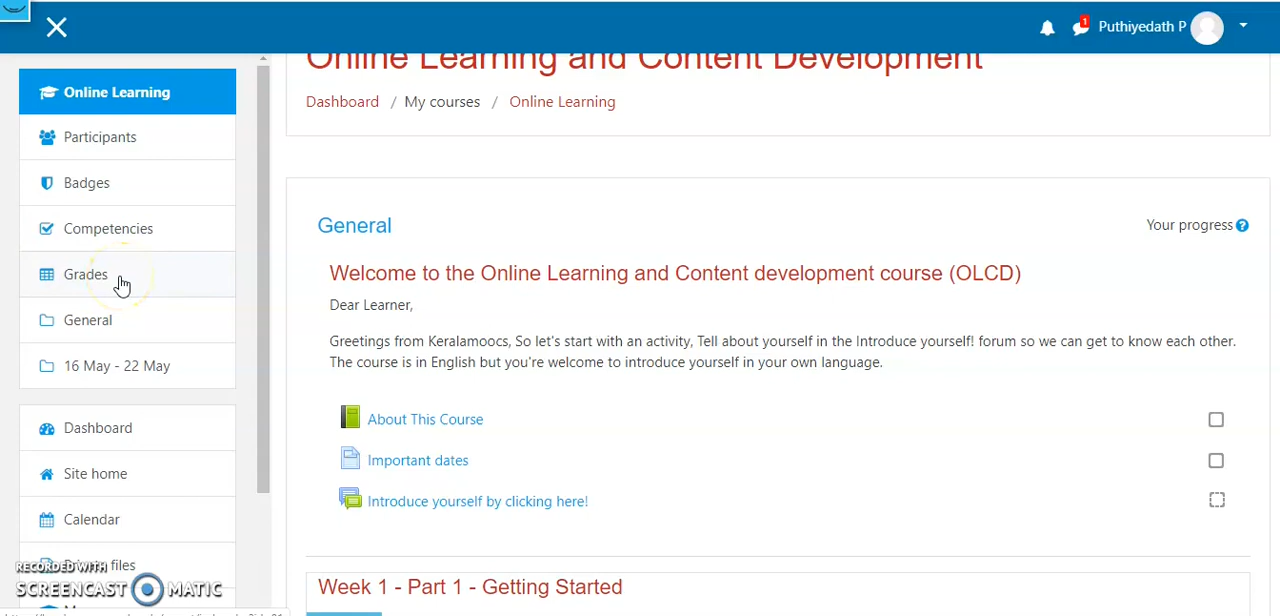 1
Puthiyedath P
Online Learning and Content Development
Dashboard / My courses / Online Learning
Online Learning
Participants
Badges
Competencies
Grades
General
16 May - 22 May
Dashboard
Site home
Calendar
files
RECORDED WITH
SCREENCAST MATIC
General
Your progress
Welcome to the Online Learning and Content development course (OLCD)
Dear Learner,
Greetings from Keralamoocs, So let's start with an activity, Tell about yourself in the Introduce yourself! forum so we can get to know each other.
The course is in English but you're welcome to introduce yourself in your own language.
About This Course
Important dates
Introduce yourself by clicking here!
Week 1 - Part 1 - Getting Started